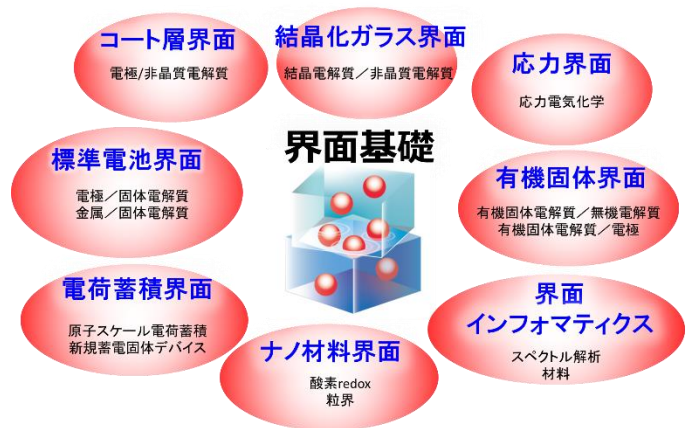 コート層界面
電極/非晶質電解質
結晶化ガラス界面
結晶電解質／非晶質電解質
応力界面
応力電気化学
標準電池界面
電極／固体電解質
金属／固体電解質
界面基礎
有機固体界面
有機固体電解質／無機電解質
有機固体電解質／電極
電荷蓄積界面
原子スケール電荷蓄積
新規蓄電固体デバイス
ナノ材料界面
酸素redox
粒界
界面
インフォマティクス
スペクトル解析
材料